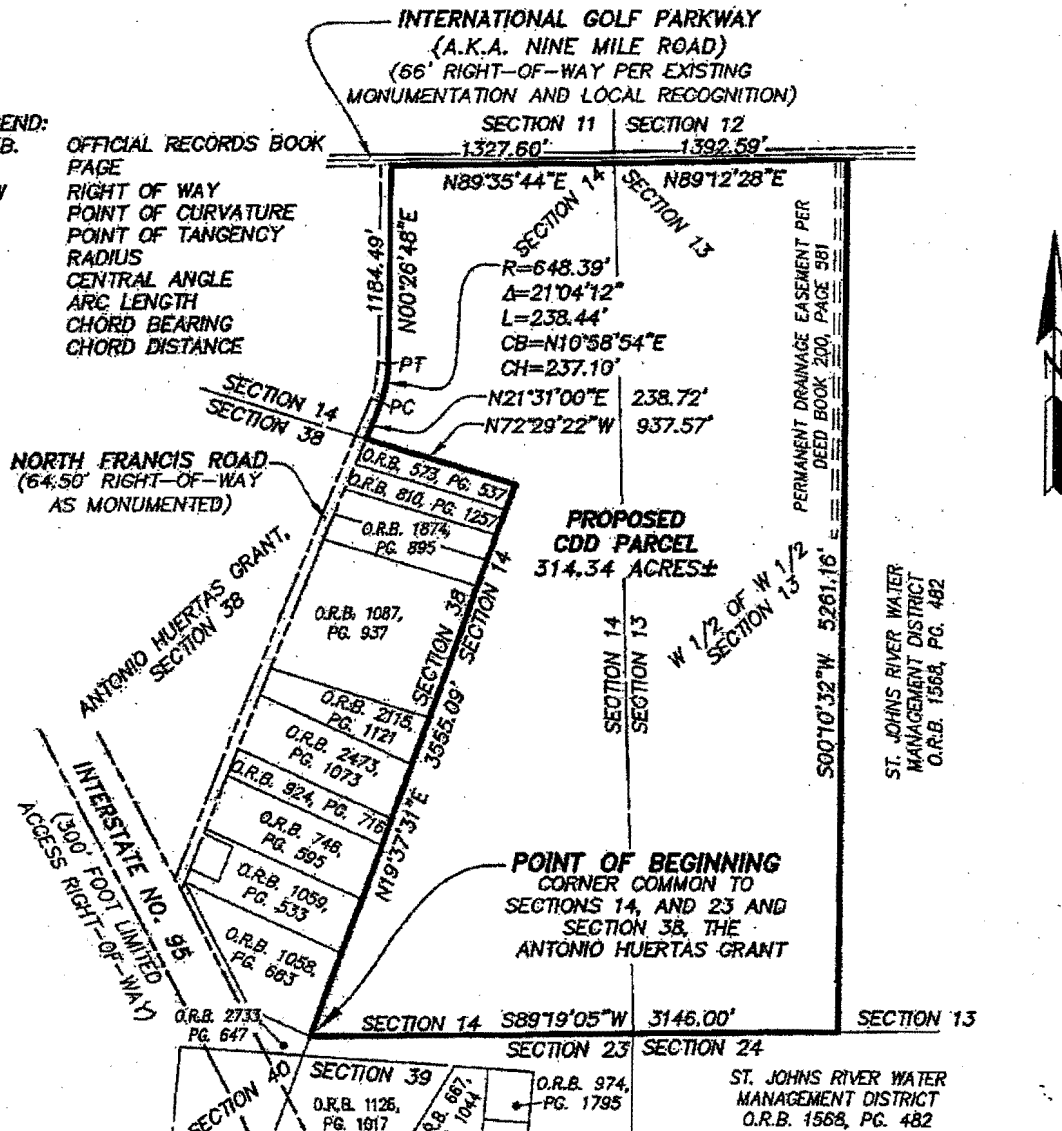 INTERNATIONAL GOLF PARKWAY
(A.K.A. NINE MILE ROAD)
(66' RIGHT-OF-WAY PER EXISTING
MONUMENTATION AND LOCAL RECOGNITION)
END:
B. OFFICIAL RECORDS BOOK
PAGE
RIGHT OF WAY
POINT OF CURVATURE
POINT OF TANGENCY
RADIUS
CENTRAL ANGLE
ARC LENGTH
CHORD BEARING
CHORD DISTANCE
SECTION 11
SECTION 12
1327.60'
1392.59'
N89°35'44"E
N89°12'28"E
SECTION 14
SECTION 13
1184.49'
N00°26'48"E
R=648.39'
Δ=21°04'12"
L=238.44'
CB=N10°58'54"E
CH=237.10'
PT
PC
N21°31'00"E 238.72'
N72°29'22"W 937.57'
PERMANENT DRAINAGE EASEMENT PER
DEED BOOK 200, PAGE 581
N
SECTION 14
SECTION 38
NORTH FRANCIS ROAD
(64.50' RIGHT-OF-WAY
AS MONUMENTED)
O.R.B. 573, PG. 537
O.R.B. 810, PG. 1257
O.R.B. 1874,
PG. 895
PROPOSED
CDD PARCEL
314.34 ACRES±
ANTONIO HUERTAS GRANT,
SECTION 38
O.R.B. 1087,
PG. 937
SECTION 38
SECTION 14
SECTION 14
SECTION 13
W 1/2 OF W 1/2
SECTION 13
S00°10'32"W 5261.16'
ST. JOHNS RIVER WATER
MANAGEMENT DISTRICT
O.R.B. 1568, PG. 482
O.R.B. 2115,
PG. 1121
O.R.B. 2473,
PG. 1073
O.R.B. 924, PG. 716
O.R.B. 746,
PG. 595
O.R.B. 1059,
PG. 533
O.R.B. 1058,
PG. 683
N19°37'31"E 3555.09'
INTERSTATE NO. 95
(300' FOOT LIMITED
ACCESS RIGHT-OF-WAY)
POINT OF BEGINNING
CORNER COMMON TO
SECTIONS 14, AND 23 AND
SECTION 38, THE
ANTONIO HUERTAS GRANT
O.R.B. 2733
PG. 647
SECTION 14
S89°19'05"W 3146.00'
SECTION 13
SECTION 23
SECTION 24
SECTION 40
SECTION 39
O.R.B. 1126,
PG. 1017
O.R.B. 974,
PG. 1795
ST. JOHNS RIVER WATER
MANAGEMENT DISTRICT
O.R.B. 1568, PG. 482